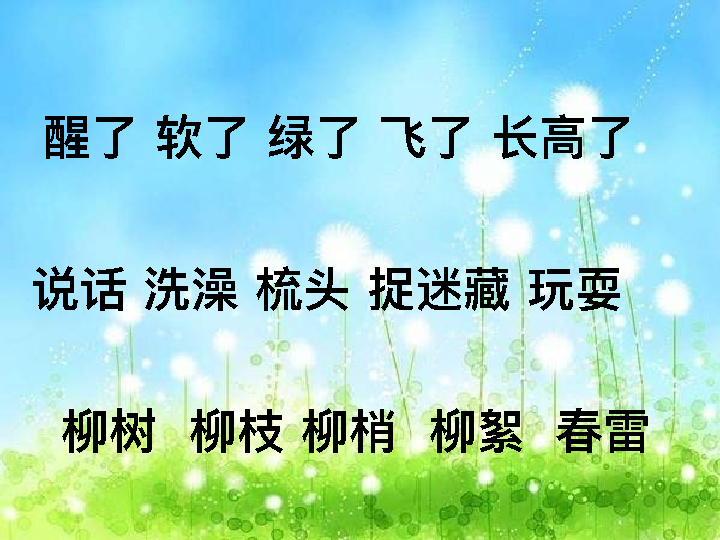 醒了 软了 绿了 飞了 长高了
说话 洗澡 梳头 捉迷藏 玩耍
柳树 柳枝 柳梢 柳絮 春雷